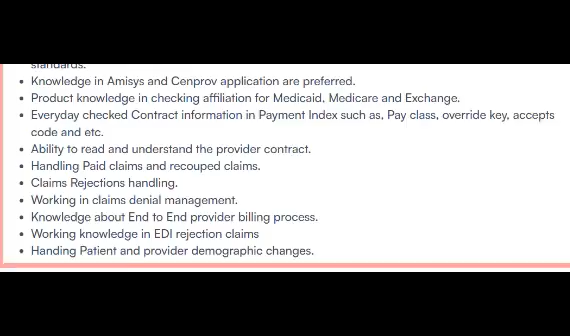 standards.
• Knowledge in Amisys and Cenprov application are preferred.
• Product knowledge in checking affiliation for Medicaid, Medicare and Exchange.
• Everyday checked Contract information in Payment Index such as, Pay class, override key, accepts
code and etc.
• Ability to read and understand the provider contract.
• Handling Paid claims and recouped claims.
• Claims Rejections handling.
• Working in claims denial management.
• Knowledge about End to End provider billing process.
• Working knowledge in EDI rejection claims
• Handing Patient and provider demographic changes.